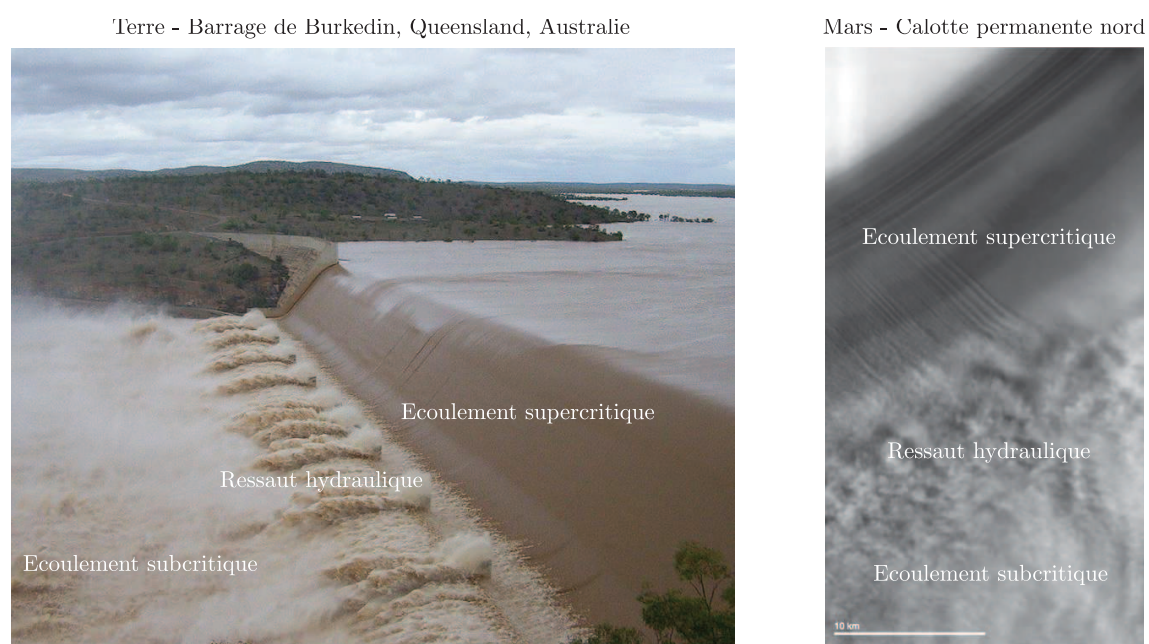 Terre - Barrage de Burkedin, Queensland, Australie
Mars - Calotte permanente nord
Ecoulement supercritique
Ressaut hydraulique
Ecoulement subcritique
Ecoulement supercritique
Ressaut hydraulique
Ecoulement subcritique
10 km